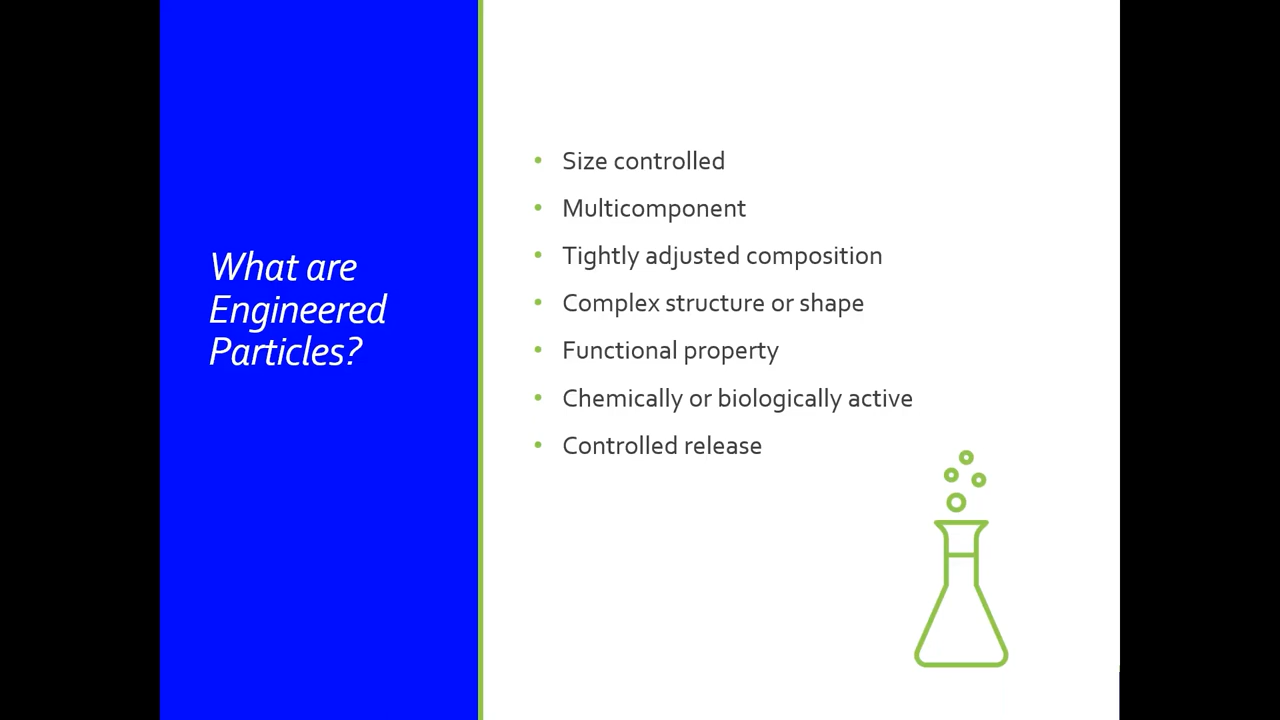 What are
Engineered
Particles?
Size controlled
Multicomponent
Tightly adjusted composition
Complex structure or shape
Functional property
Chemically or biologically active
Controlled release